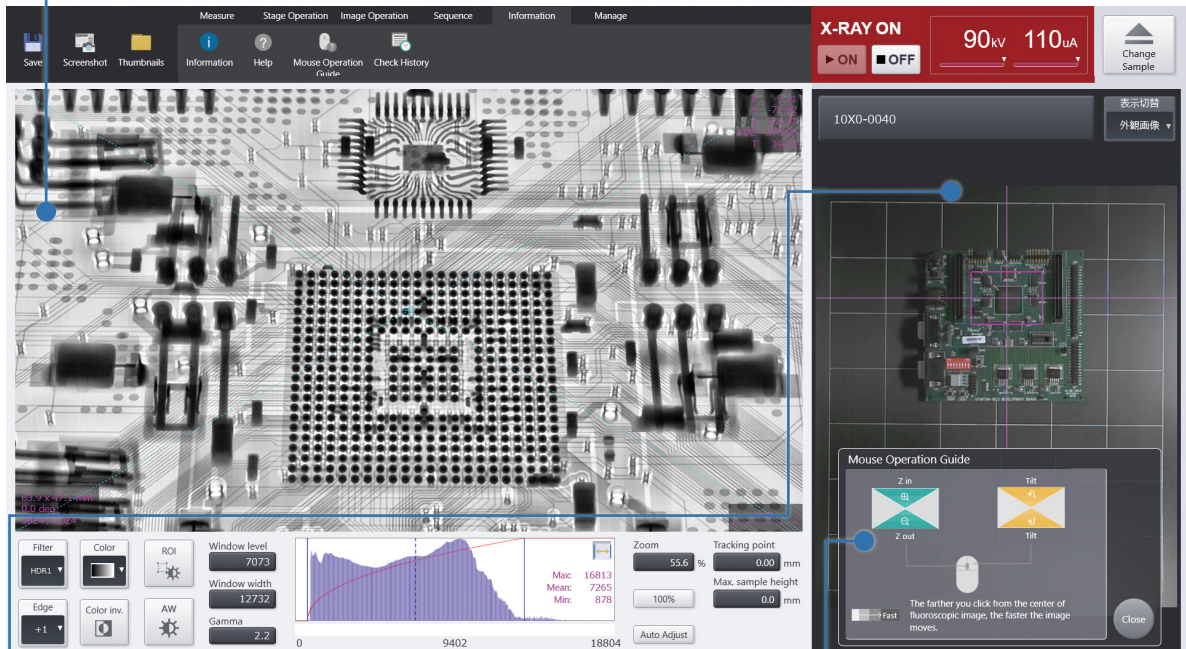 Measure Stage Operation Image Operation Sequence Information Manage
Save Screenshot Thumbnails Information Help Mouse Operation Check History
Guide
X-RAY ON
ON OFF
90kV 110uA
Change
Sample
10X0-0040
表示切替
外観画像
63.9 x 47.1 mm
0.0 deg
Filter
HDR1
Color
ROI
Edge
+1
Color inv.
AW
Window level
7073
Window width
12732
Gamma
2.2
Max: 16813
Mean: 7265
Min: 878
0 9402 18804
Zoom
55.6 %
100%
Auto Adjust
Tracking point
0.00 mm
Max. sample height
0.0 mm
Mouse Operation Guide
Z in Tilt
Z out Tilt
Fast
The farther you click from the center of
fluoroscopic image, the faster the image
moves.
Close